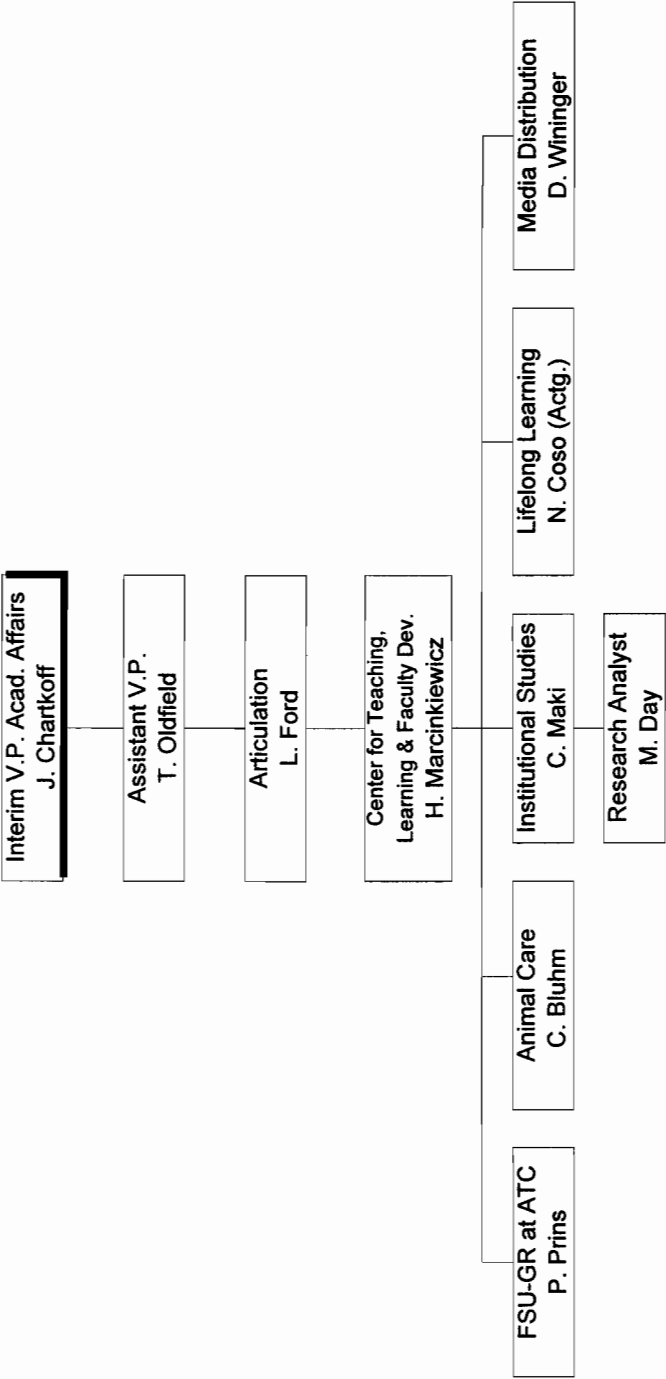 Interim V.P. Acad. Affairs
J. Chartkoff
Assistant V.P.
T. Oldfield
Articulation
L. Ford
Center for Teaching,
Learning & Faculty Dev.
H. Marcinkiewicz
FSU-GR at ATC
P. Prins
Animal Care
C. Bluhm
Institutional Studies
C. Maki
Lifelong Learning
N. Coso (Actg.)
Media Distribution
D. Wininger
Research Analyst
M. Day